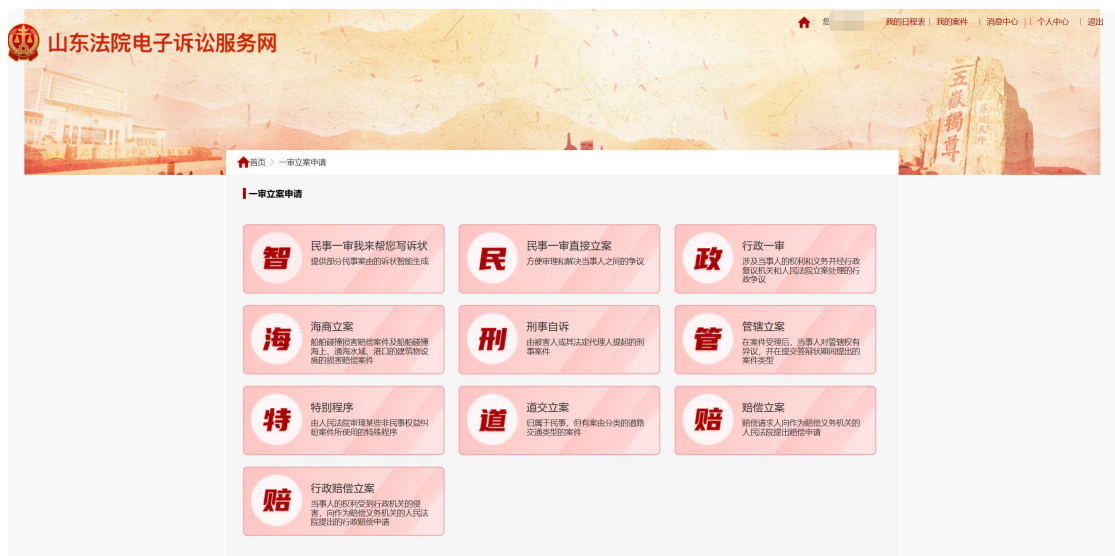 您
我的日程表 | 我的案件 | 消息中心 | 个人中心 | 退出
山东法院电子诉讼服务网
五嶽獨尊
昂頭天外
首页 > 一审立案申请
一审立案申请
智
民事一审我来帮您写诉状
提供部分民事案由的诉状智能生成
民
民事一审直接立案
方便审理和解决当事人之间的争议
政
行政一审
涉及当事人的权利和义务并经行政
复议机关和人民法院立案处理的行
政争议
海
海商立案
船舶碰撞损害赔偿案件及船舶碰撞
海上、通海水域、港口的建筑物设
施的损害赔偿案件
刑
刑事自诉
由被害人或其法定代理人提起的刑
事案件
管
管辖立案
在案件受理后，当事人对管辖权有
异议，并在提交答辩状期间提出的
案件类型
特
特别程序
由人民法院审理某些非民事权益纠
纷案件所使用的特殊程序
道
道交立案
归属于民事，但有案由分类的道路
交通类型的案件
赔
赔偿立案
赔偿请求人向作为赔偿义务机关的
人民法院提出赔偿申请
赔
行政赔偿立案
当事人的权利受到行政机关的侵
害，向作为赔偿义务机关的人民法
院提出的行政赔偿申请